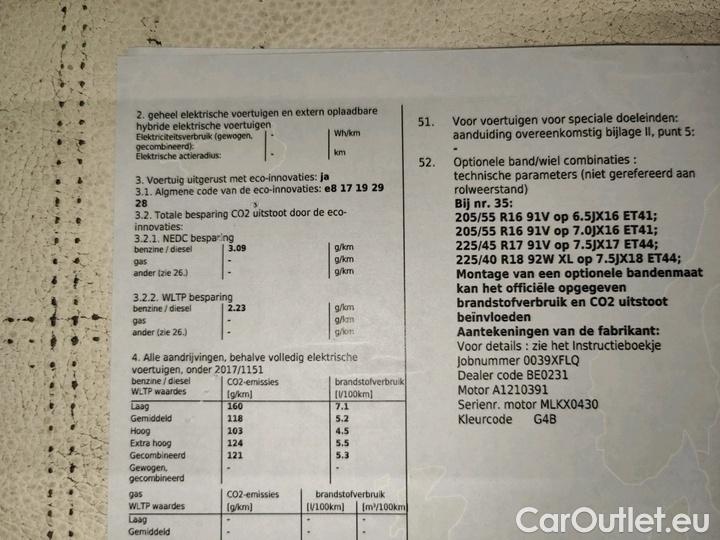 2. geheel elektrische voertuigen en extern oplaadbare
hybride elektrische voertuigen
Elektriciteitsverbruik (gewogen, - Wh/km
gecombineerd):
Elektrische actieradius: - km
3. Voertuig uitgerust met eco-innovaties: ja
3.1. Algmene code van de eco-innovaties: e8 17 19 29
28
3.2. Totale besparing CO2 uitstoot door de eco-
innovaties:
3.2.1. NEDC besparing
benzine / diesel 3.09 g/km
gas - g/km
ander (zie 26.) - g/km
3.2.2. WLTP besparing
benzine / diesel 2.23 g/km
gas - g/km
ander (zie 26.) - g/km
4. Alle aandrijvingen, behalve volledig elektrische
voertuigen, onder 2017/1151
benzine / diesel CO2-emissies brandstofverbruik
WLTP waardes [g/km] [l/100km]
Laag 160 7.1
Gemiddeld 118 5.2
Hoog 103 4.5
Extra hoog 124 5.5
Gecombineerd 121 5.3
Gewogen, - -
gecombineerd
gas CO2-emissies brandstofverbruik
WLTP waardes [g/km] [l/100km] [m³/100km]
Laag - - -
Gemiddeld - - -
51. Voor voertuigen voor speciale doeleinden:
aanduiding overeenkomstig bijlage II, punt 5:
-
52. Optionele band/wiel combinaties :
technische parameters (niet gerefereerd aan
rolweerstand)
Bij nr. 35:
205/55 R16 91V op 6.5JX16 ET41;
205/55 R16 91V op 7.0JX16 ET41;
225/45 R17 91V op 7.5JX17 ET44;
225/40 R18 92W XL op 7.5JX18 ET44;
Montage van een optionele bandenmaat
kan het officiële opgegeven
brandstofverbruik en CO2 uitstoot
beïnvloeden
Aantekeningen van de fabrikant:
Voor details : zie het Instructieboekje
Jobnummer 0039XFLQ
Dealer code BE0231
Motor A1210391
Serienr. motor MLKX0430
Kleurcode G4B
CarOutlet.eu